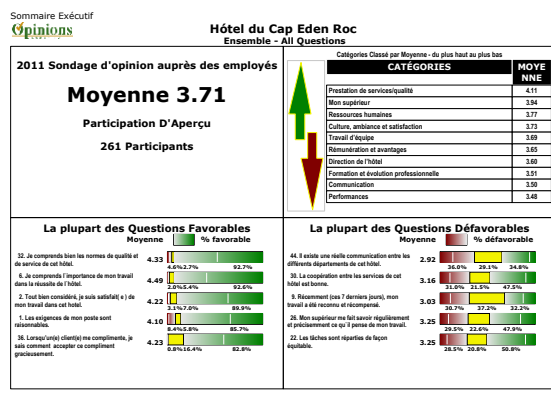 Sommaire Exécutif
Opinions
Hôtel du Cap Eden Roc
Ensemble - All Questions
2011 Sondage d'opinion auprès des employés
Moyenne 3.71
Participation D'Aperçu
261 Participants
Catégories Classé par Moyenne - du plus haut au plus bas
CATÉGORIES MOYE
NNE
Prestation de services/qualité 4.11
Mon supérieur 3.94
Ressources humaines 3.77
Culture, ambiance et satisfaction 3.73
Travail d'équipe 3.69
Rémunération et avantages 3.65
Direction de l'hôtel 3.60
Formation et évolution professionnelle 3.51
Communication 3.50
Performances 3.48
La plupart des Questions Favorables
Moyenne % favorable
32. Je comprends bien les normes de qualité et
de service de cet hôtel.
4.33
4.6% 2.7% 92.7%
6. Je comprends l´importance de mon travail
dans la réussite de l´hôtel.
4.49
2.0% 5.4% 92.6%
2. Tout bien considéré, je suis satisfait( e ) de
mon travail dans cet hôtel.
4.22
3.1% 7.0% 89.9%
1. Les exigences de mon poste sont
raisonnables.
4.10
8.4% 5.8% 85.7%
36. Lorsqu'un(e) client(e) me complimente, je
sais comment accepter ce compliment
gracieusement.
4.23
0.8% 16.4% 82.8%
La plupart des Questions Défavorables
Moyenne % défavorable
44. Il existe une réelle communication entre les
différents départements de cet hôtel.
2.92
36.0% 29.1% 34.8%
30. La coopération entre les services de cet
hôtel est bonne.
3.16
31.0% 21.5% 47.5%
9. Récemment (ces 7 derniers jours), mon
travail a été reconnu et récompensé.
3.03
30.7% 37.2% 32.2%
26. Mon supérieur me fait savoir régulièrement
et précisement ce qu´il pense de mon travail.
3.25
29.5% 22.6% 47.9%
22. Les tâches sont réparties de façon
équitable.
3.25
28.5% 20.8% 50.8%